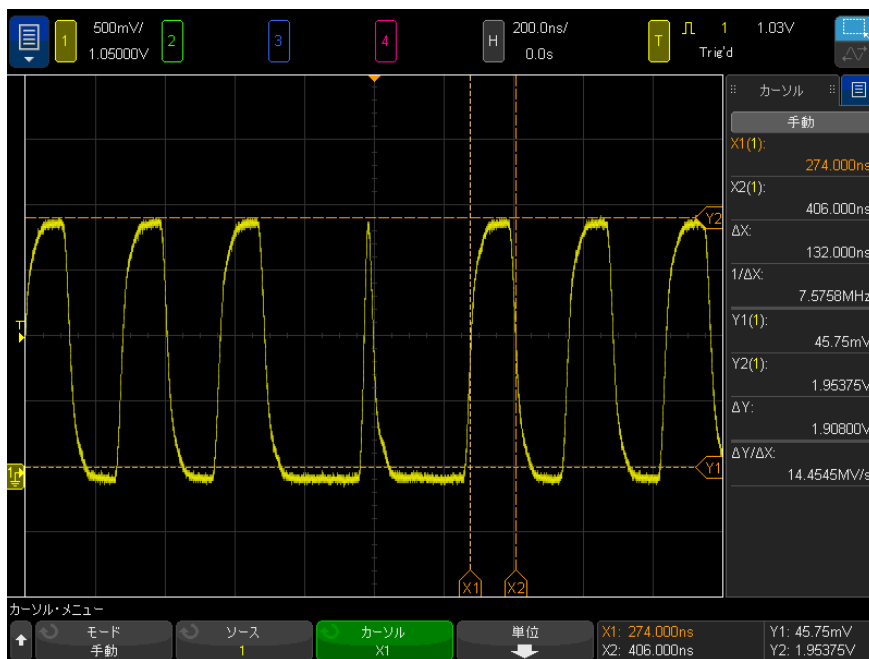 1
500mV/
1.05000V
2
3
4
H
200.0ns/
0.0s
T
1
1.03V
Trig'd
カーソル
手動
X1(1):
274.000ns
X2(1):
406.000ns
ΔX:
132.000ns
1/ΔX:
7.5758MHz
Y1(1):
45.75mV
Y2(1):
1.95375V
ΔY:
1.90800V
ΔY/ΔX:
14.4545MV/s
Y2
T
1
Y1
X1
X2
カーソル・メニュー
モード
手動
ソース
1
カーソル
X1
単位
X1: 274.000ns
X2: 406.000ns
Y1: 45.75mV
Y2: 1.95375V